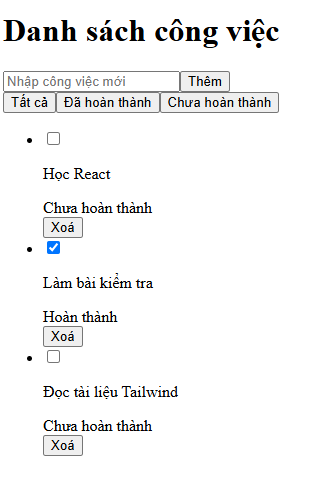 Danh sách công việc
Nhập công việc mới Thêm
Tất cả Đã hoàn thành Chưa hoàn thành
Học React
Chưa hoàn thành
Xoá
Làm bài kiểm tra
Hoàn thành
Xoá
Đọc tài liệu Tailwind
Chưa hoàn thành
Xoá